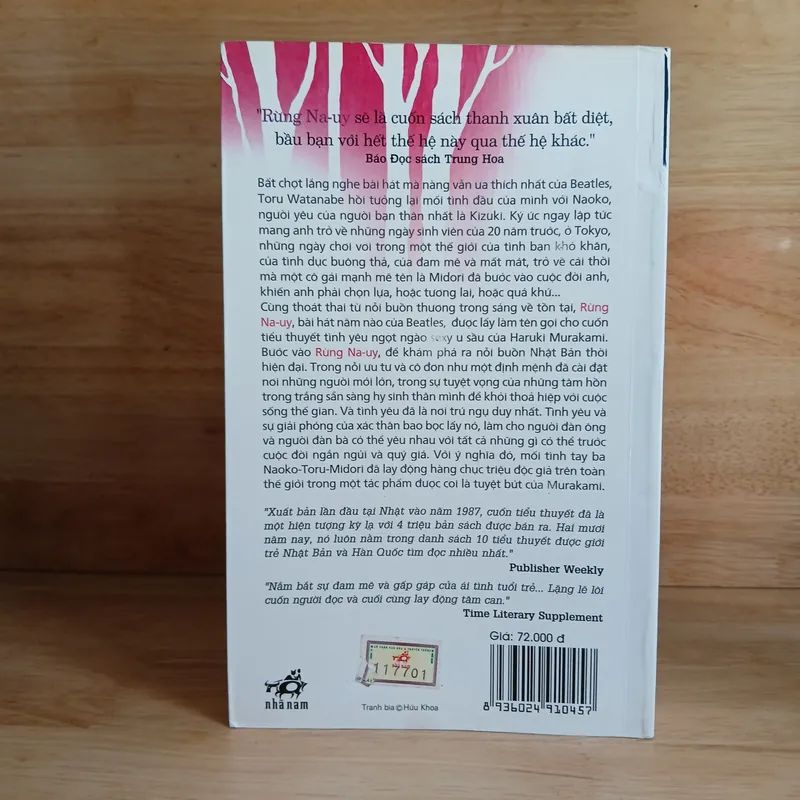 "Rừng Na-uy sẽ là cuốn sách thanh xuân bất diệt,
bầu bạn với hết thế hệ này qua thế hệ khác."
Báo Đọc sách Trung Hoa
Bất chợt lắng nghe bài hát mà nàng vẫn ưa thích nhất của Beatles,
Toru Watanabe hồi tưởng lại mối tình đầu của mình với Naoko,
người yêu của người bạn thân nhất là Kizuki. Ký ức ngay lập tức
mang anh trở về những ngày sinh viên của 20 năm trước, ở Tokyo,
những ngày chơi vơi trong một thế giới của tình bạn khó khăn,
của tình dục buông thả, của đam mê và mất mát, trở về cái thời
mà một cô gái mạnh mẽ tên là Midori đã bước vào cuộc đời anh,
khiến anh phải chọn lựa, hoặc tương lai, hoặc quá khứ...
Cùng thoát thai từ nỗi buồn thương trong sáng về tồn tại, Rừng
Na-uy, bài hát năm nào của Beatles, được lấy làm tên gọi cho cuốn
tiểu thuyết tình yêu ngọt ngào sexy u sầu của Haruki Murakami.
Bước vào Rừng Na-uy, để khám phá ra nỗi buồn Nhật Bản thời
hiện đại. Trong nỗi ưu tư và cô đơn như một định mệnh đã cài đặt
nơi những người mới lớn, trong sự tuyệt vọng của những tâm hồn
trong trắng sẵn sàng hy sinh thân mình để khỏi thoả hiệp với cuộc
sống thế gian. Và tình yêu đã là nơi trú ngụ duy nhất. Tình yêu và
sự giải phóng của xác thân bao bọc lấy nó, làm cho người đàn ông và
người đàn bà có thể yêu nhau với tất cả những gì có thể trước
cuộc đời ngắn ngủi và quý giá. Với ý nghĩa đó, mối tình tay ba
Naoko-Toru-Midori đã lay động hàng chục triệu độc giả trên toàn
thế giới trong một tác phẩm được coi là tuyệt bút của Murakami.
"Xuất bản lần đầu tại Nhật vào năm 1987, cuốn tiểu thuyết đã là
một hiện tượng kỳ lạ với 4 triệu bản sách được bán ra. Hai mươi
năm nay, nó luôn nằm trong danh sách 10 tiểu thuyết được giới
trẻ Nhật Bản và Hàn Quốc tìm đọc nhiều nhất."
Publisher Weekly
"Nắm bắt sự đam mê và gấp gáp của ái tình tuổi trẻ... Lặng lẽ lôi
cuốn người đọc và cuối cùng lay động tâm can."
Time Literary Supplement
Giá: 72.000 đ
117701
nhã nam
Tranh bìa © Hứu Khoa
8 936024 910457